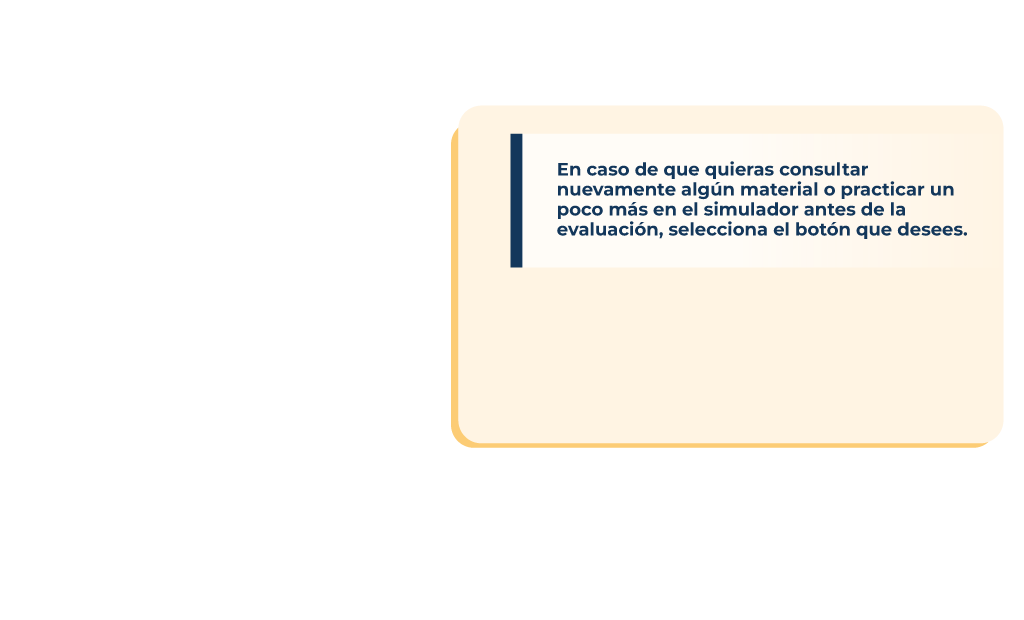 En caso de que quieras consultar
nuevamente algún material o practicar un
poco más en el simulador antes de la
evaluación, selecciona el botón que desees.